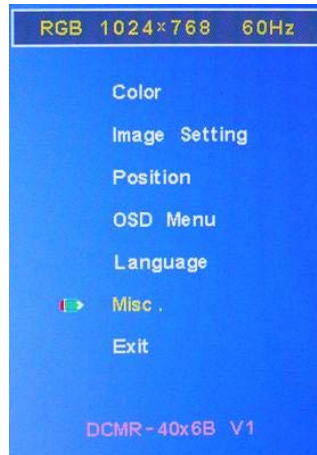 RGB 1024×768 60Hz
Color
Image Setting
Position
OSD Menu
Language
Misc.
Exit
DCMR-40x6B V1